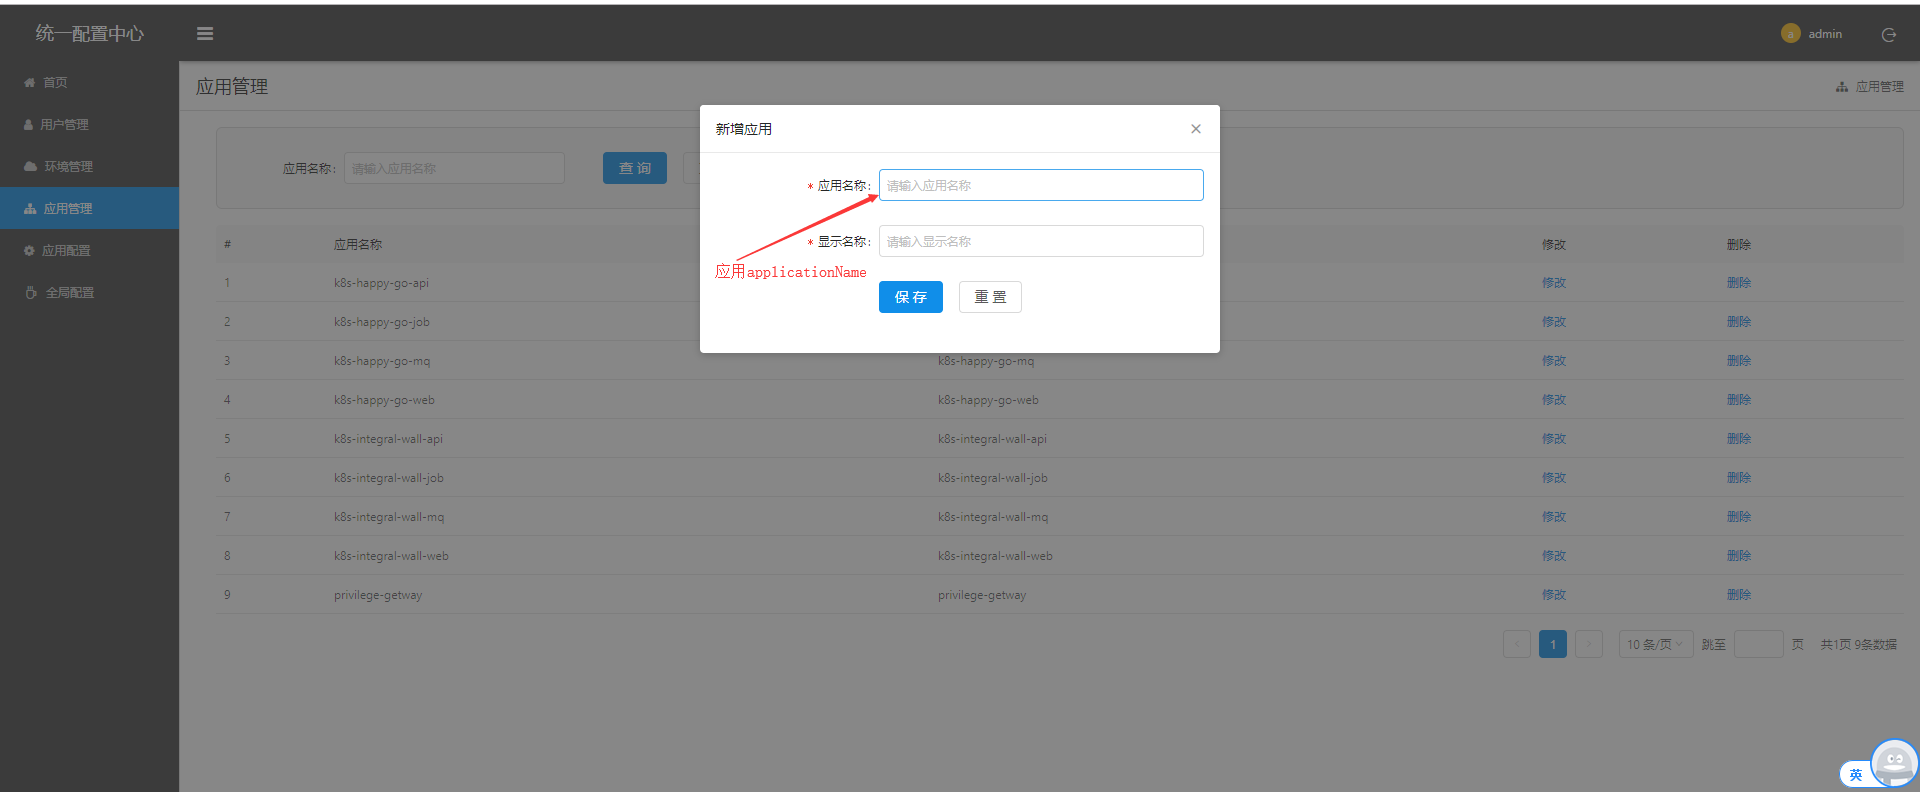 统一配置中心
admin
首页
用户管理
环境管理
应用管理
应用配置
全局配置
应用管理
应用管理
应用名称：
请输入应用名称
查 询
新增应用
* 应用名称：
请输入应用名称
* 显示名称：
请输入显示名称
应用applicationName
保 存
重 置
# 应用名称 修改 删除
1 k8s-happy-go-api 修改 删除
2 k8s-happy-go-job 修改 删除
3 k8s-happy-go-mq k8s-happy-go-mq 修改 删除
4 k8s-happy-go-web k8s-happy-go-web 修改 删除
5 k8s-integral-wall-api k8s-integral-wall-api 修改 删除
6 k8s-integral-wall-job k8s-integral-wall-job 修改 删除
7 k8s-integral-wall-mq k8s-integral-wall-mq 修改 删除
8 k8s-integral-wall-web k8s-integral-wall-web 修改 删除
9 privilege-getway privilege-getway 修改 删除
1 10 条/页 跳至 页 共1页 9条数据
英